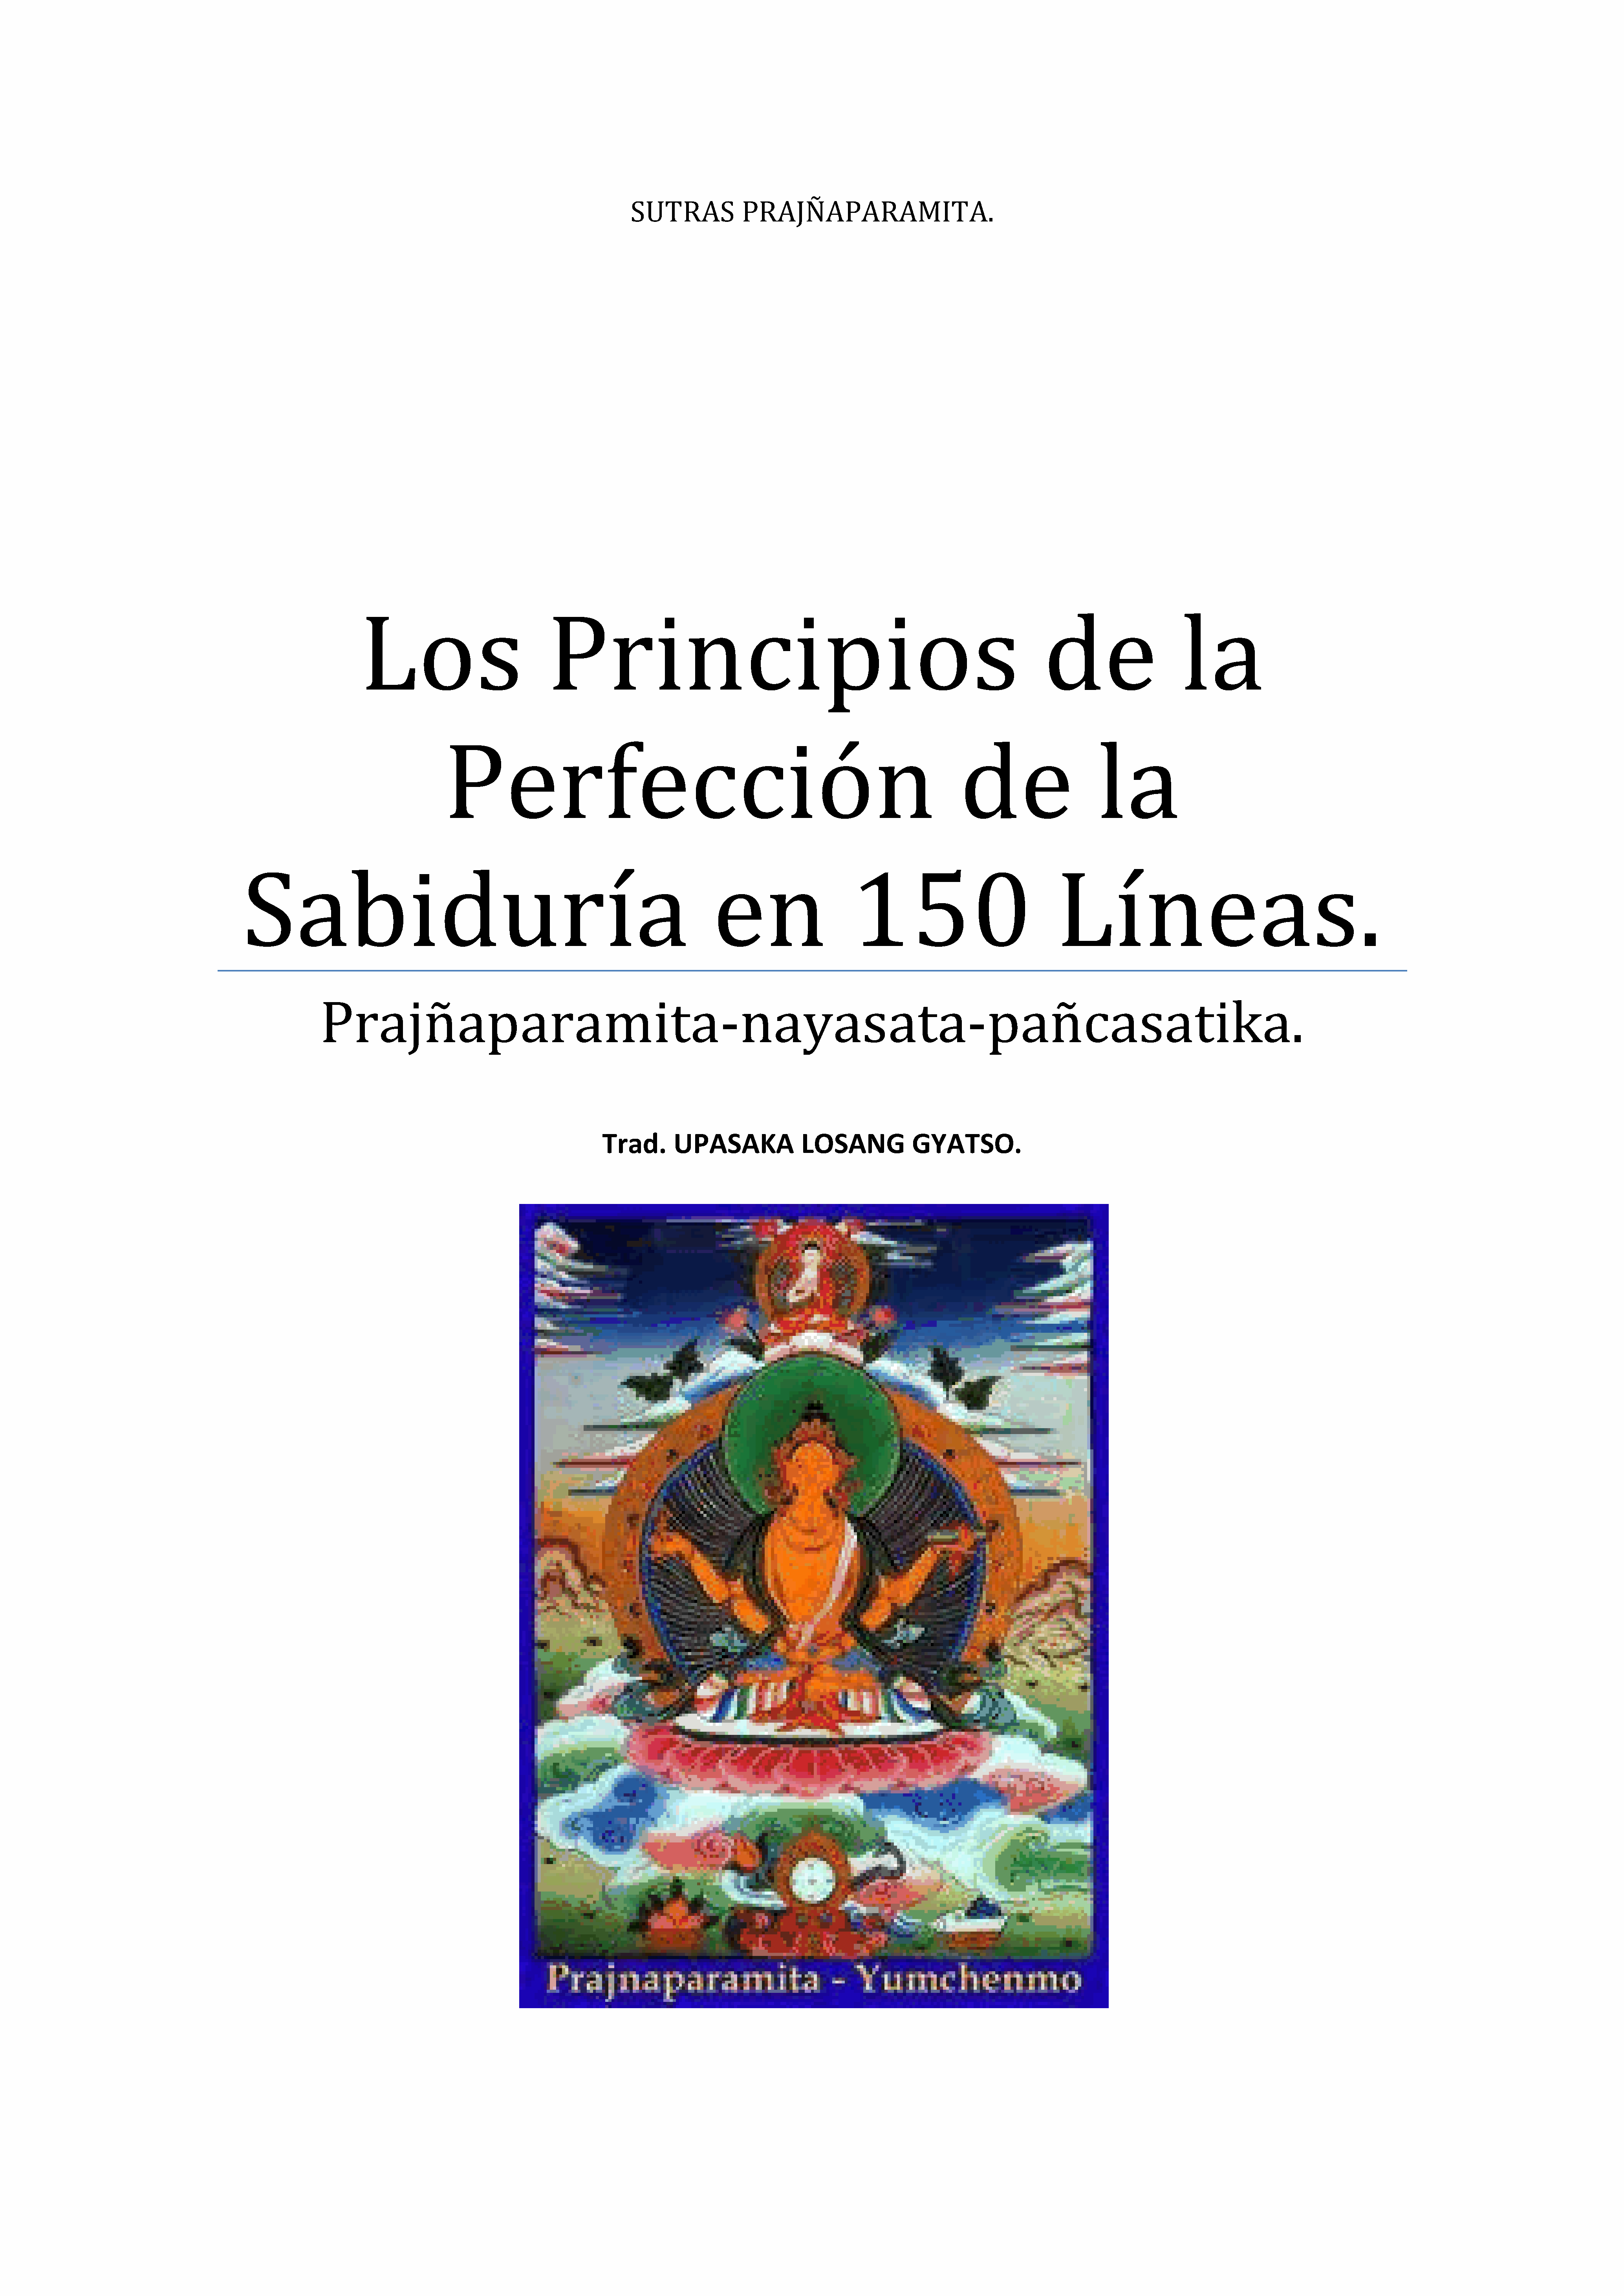 SUTRAS PRAJÑAPARAMITA.
Los Principios de la
Perfección de la
Sabiduría en 150 Líneas.
Prajñaparamita-nayasata-pañcasatika.
Trad. UPASAKA LOSANG GYATSO.
Prajnaparamita - Yumchenmo